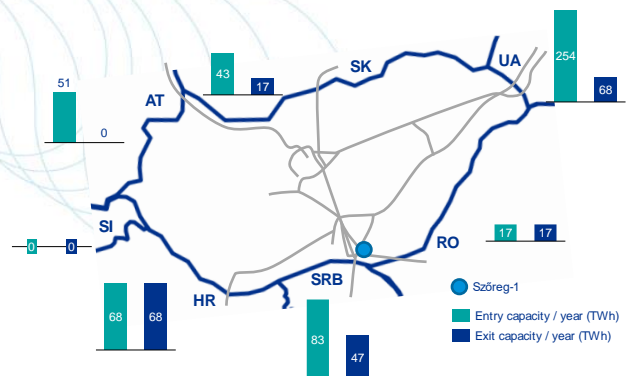 254
UA
68
SK
43
17
51
0
AT
SI
0
0
RO
17
17
SRB
HR
68
68
83
47
Szőreg-1
Entry capacity / year (TWh)
Exit capacity / year (TWh)